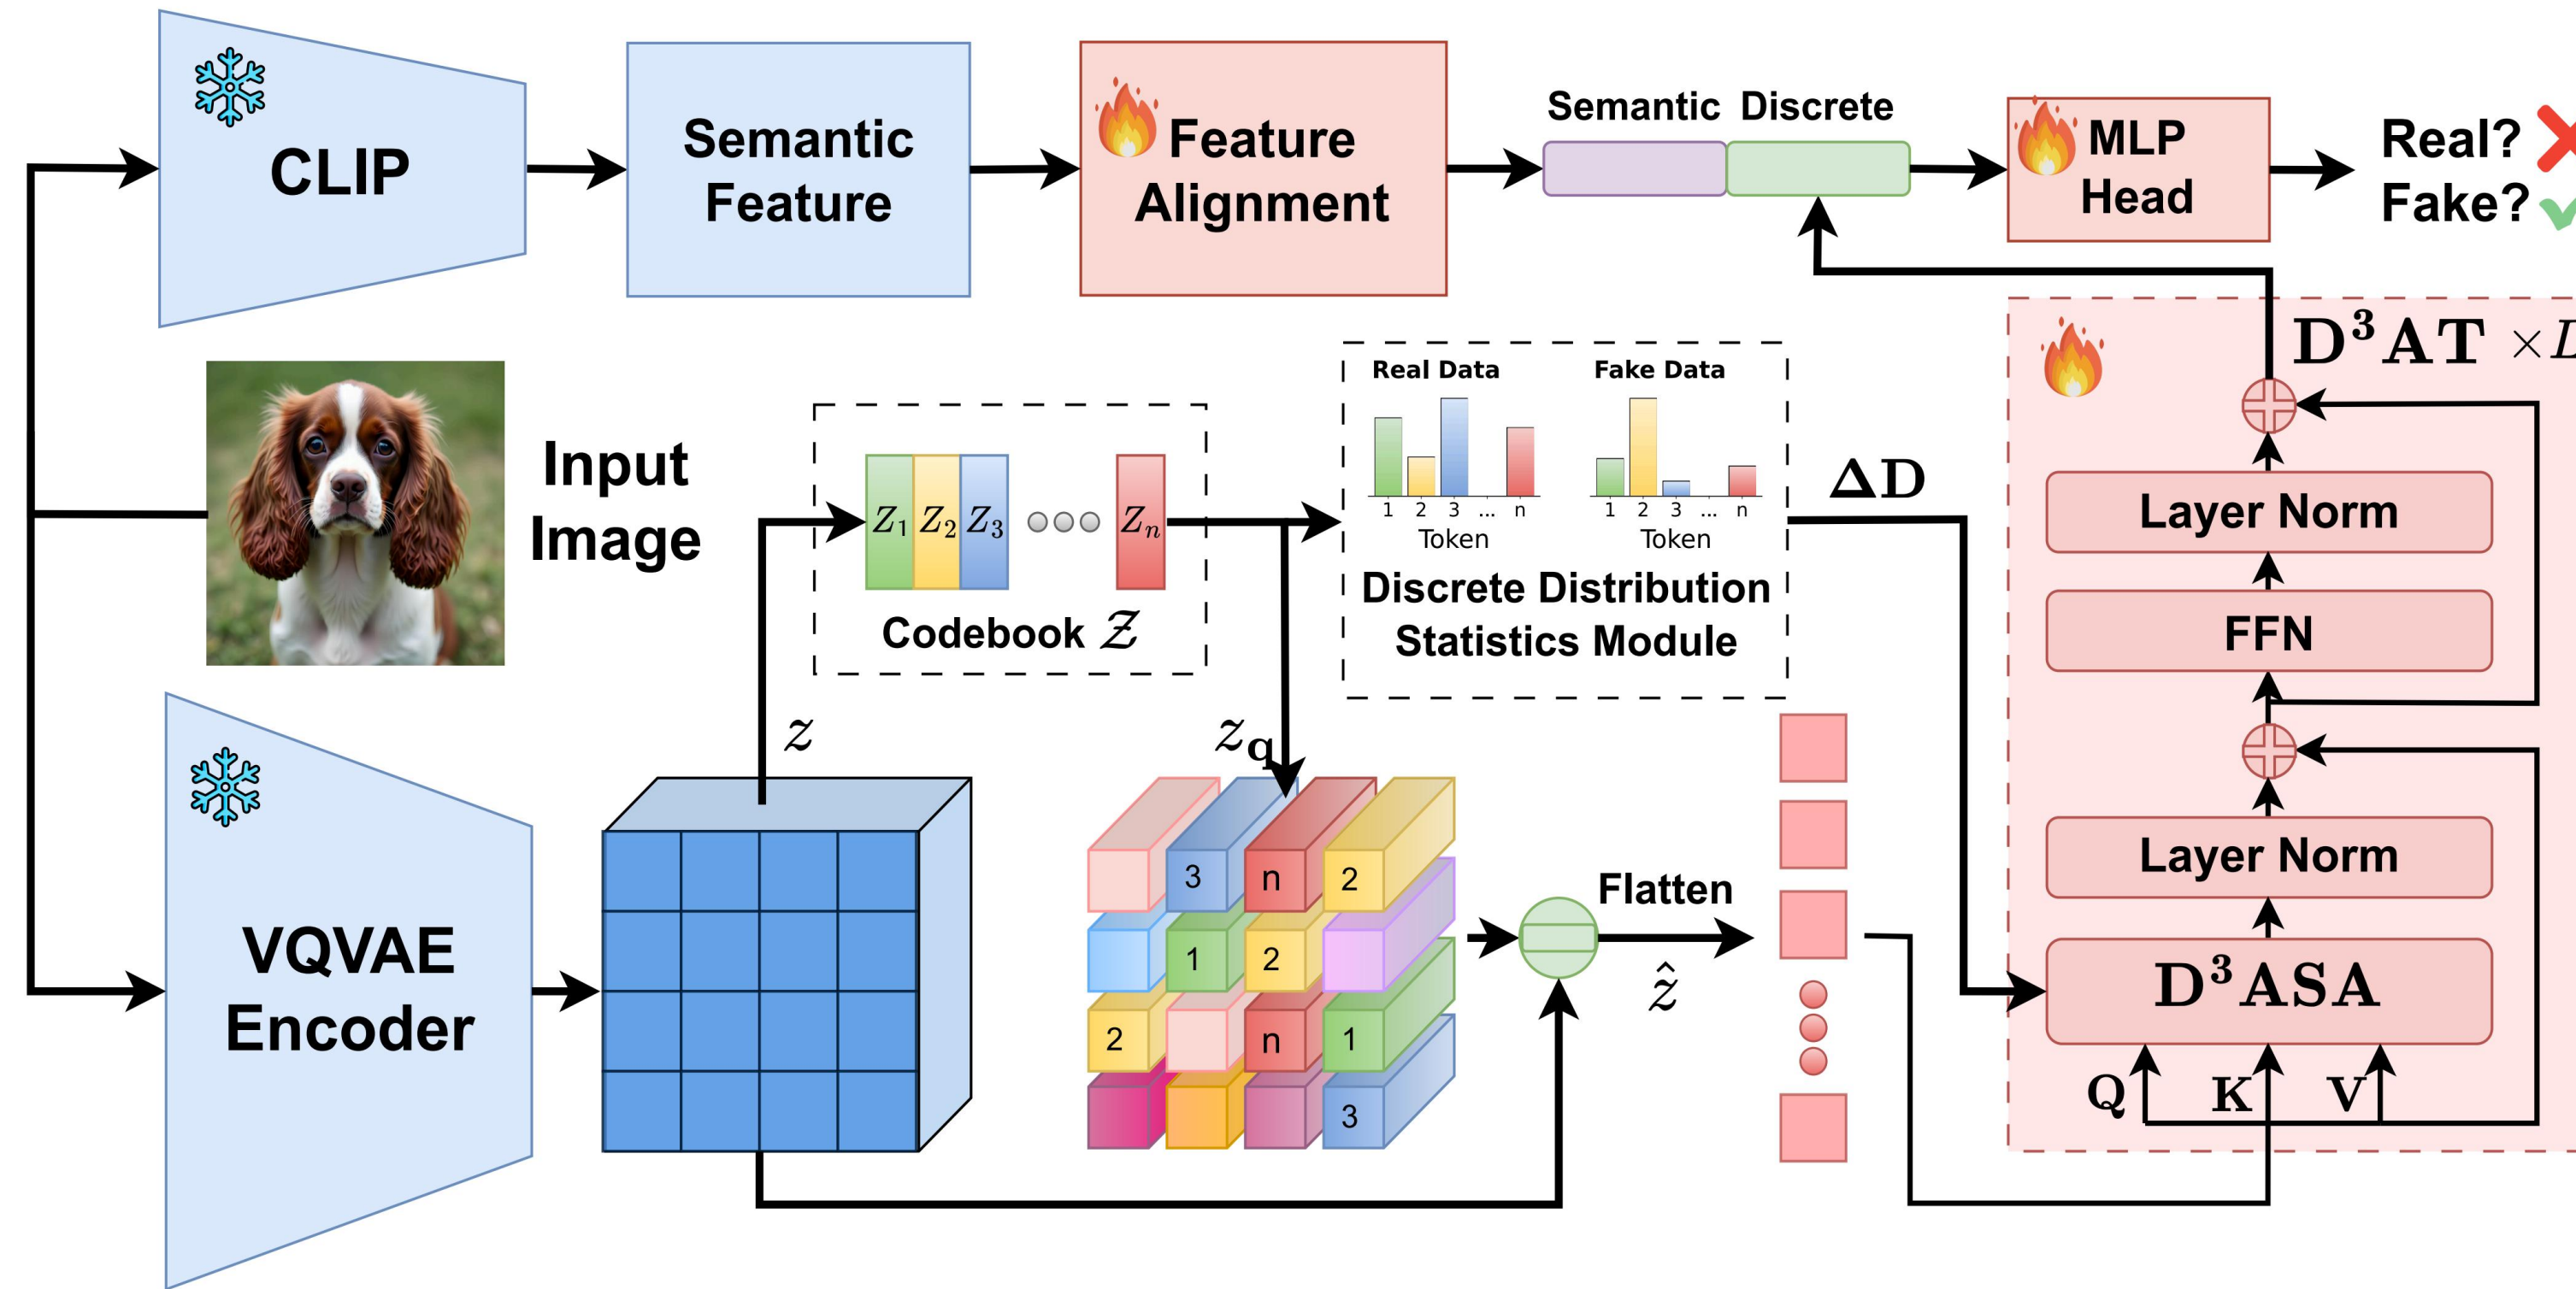 CLIP
Semantic
Feature
Feature
Alignment
Semantic Discrete
MLP
Head
Real?
Fake?
Input
Image
Z₁ Z₂ Z₃ Zₙ
Codebook 𝒵
Real Data
1 2 3 ... n
Token
Fake Data
1 2 3 ... n
Token
Discrete Distribution
Statistics Module
ΔD
D³AT ×
Layer Norm
FFN
Layer Norm
D³ASA
Q K V
VQVAE
Encoder
z
z_q
3 n 2
1 2
2 n 1
3
Flatten
ẑ